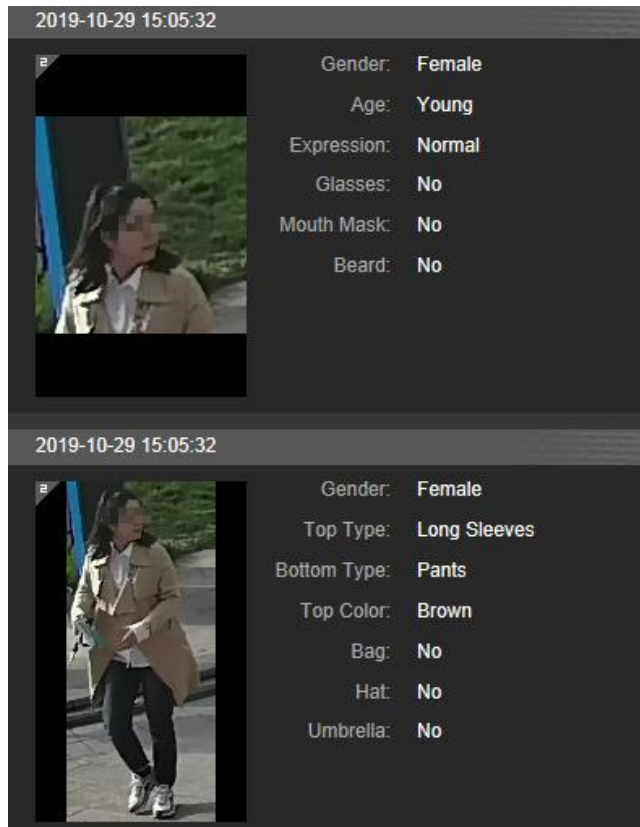 2019-10-29 15:05:32
2
Gender: Female
Age: Young
Expression: Normal
Glasses: No
Mouth Mask: No
Beard: No
2019-10-29 15:05:32
2
Gender: Female
Top Type: Long Sleeves
Bottom Type: Pants
Top Color: Brown
Bag: No
Hat: No
Umbrella: No